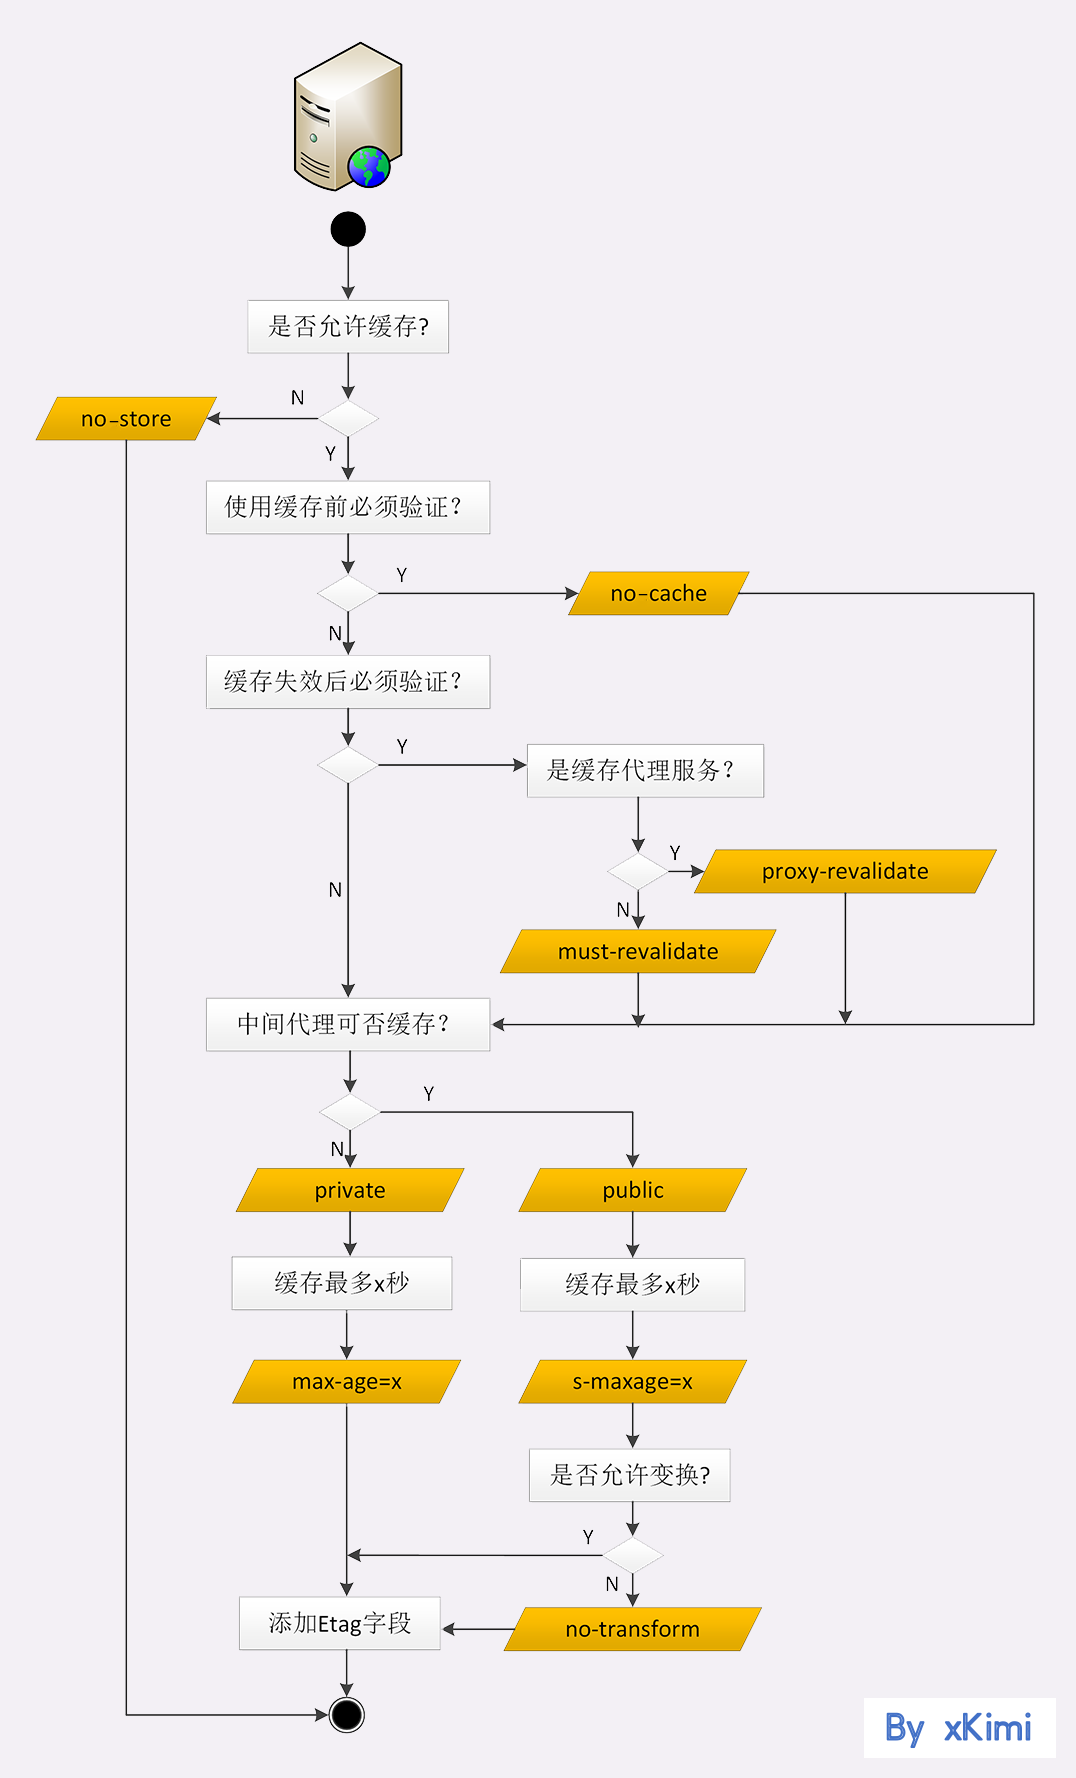 是否允许缓存?
N
no-store
Y
使用缓存前必须验证?
Y
no-cache
N
缓存失效后必须验证?
Y
是缓存代理服务?
Y
proxy-revalidate
N
N
must-revalidate
中间代理可否缓存?
Y
N
private
public
缓存最多x秒
缓存最多x秒
max-age=x
s-maxage=x
是否允许变换?
Y
N
添加Etag字段
no-transform
By xKimi